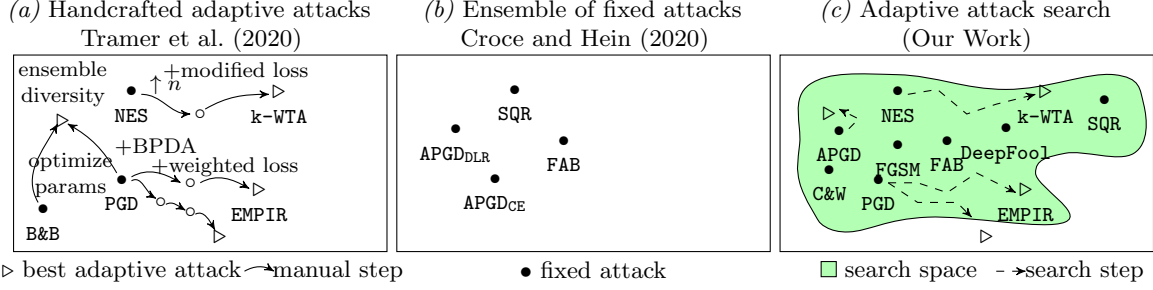 (a) Handcrafted adaptive attacks
Tramer et al. (2020)
ensemble
diversity
↑ n
+modified loss
NES
k-WTA
+BPDA
optimize
params
+weighted loss
PGD
EMPIR
B&B
best adaptive attack
manual step
(b) Ensemble of fixed attacks
Croce and Hein (2020)
SQR
APGD_DLR
FAB
APGD_CE
fixed attack
(c) Adaptive attack search
(Our Work)
NES
k-WTA
SQR
APGD
FGSM
FAB
DeepFool
C&W
PGD
EMPIR
search space
search step